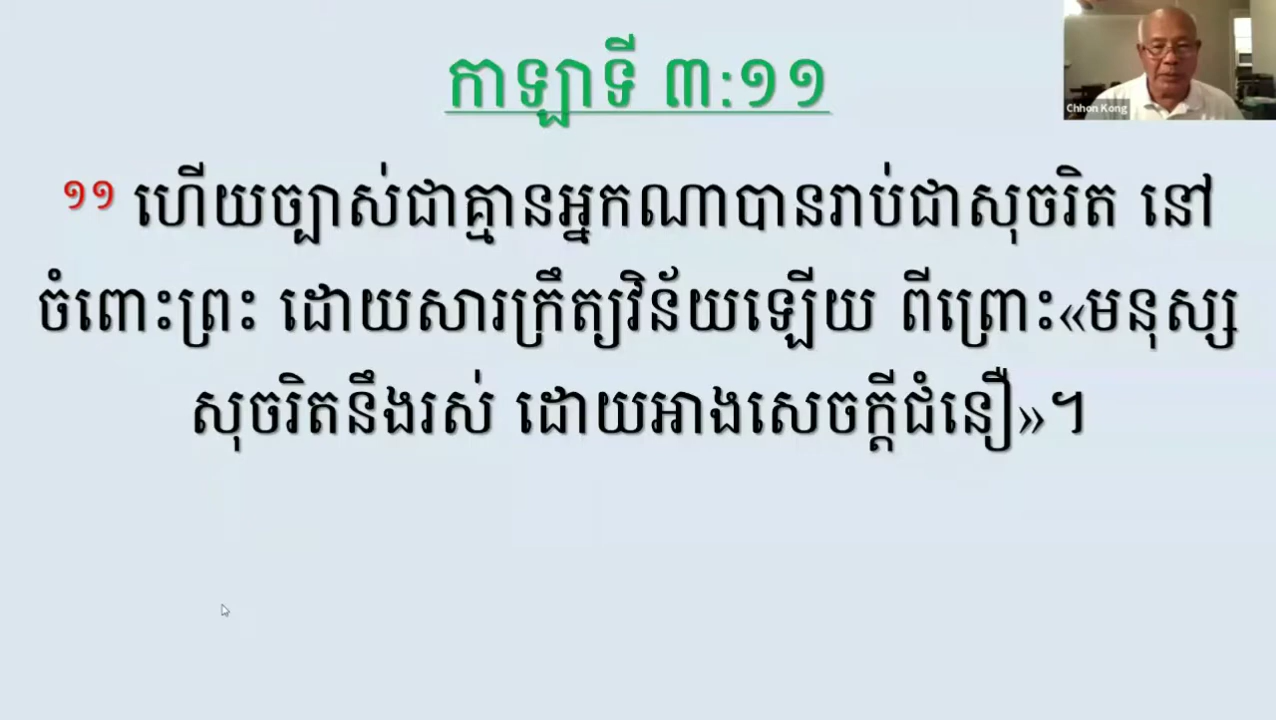 កាឡាទី ៣:១១
Chhon Kong
១១ ហើយច្បាស់ជាគ្មានអ្នកណាបានរាប់ជាសុចរិត នៅ
ចំពោះព្រះ ដោយសារក្រឹត្យវិន័យឡើយ ពីព្រោះ«មនុស្ស
សុចរិតនឹងរស់ ដោយអាងសេចក្ដីជំនឿ»។